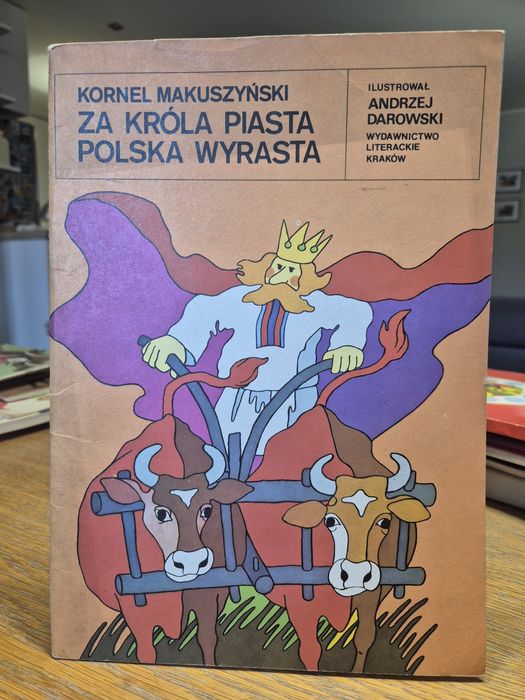 KORNEL MAKUSZYŃSKI
ZA KRÓLA PIASTA
POLSKA WYRASTA
ILUSTROWAŁ
ANDRZEJ
DAROWSKI
WYDAWNICTWO
LITERACKIE
KRAKÓW